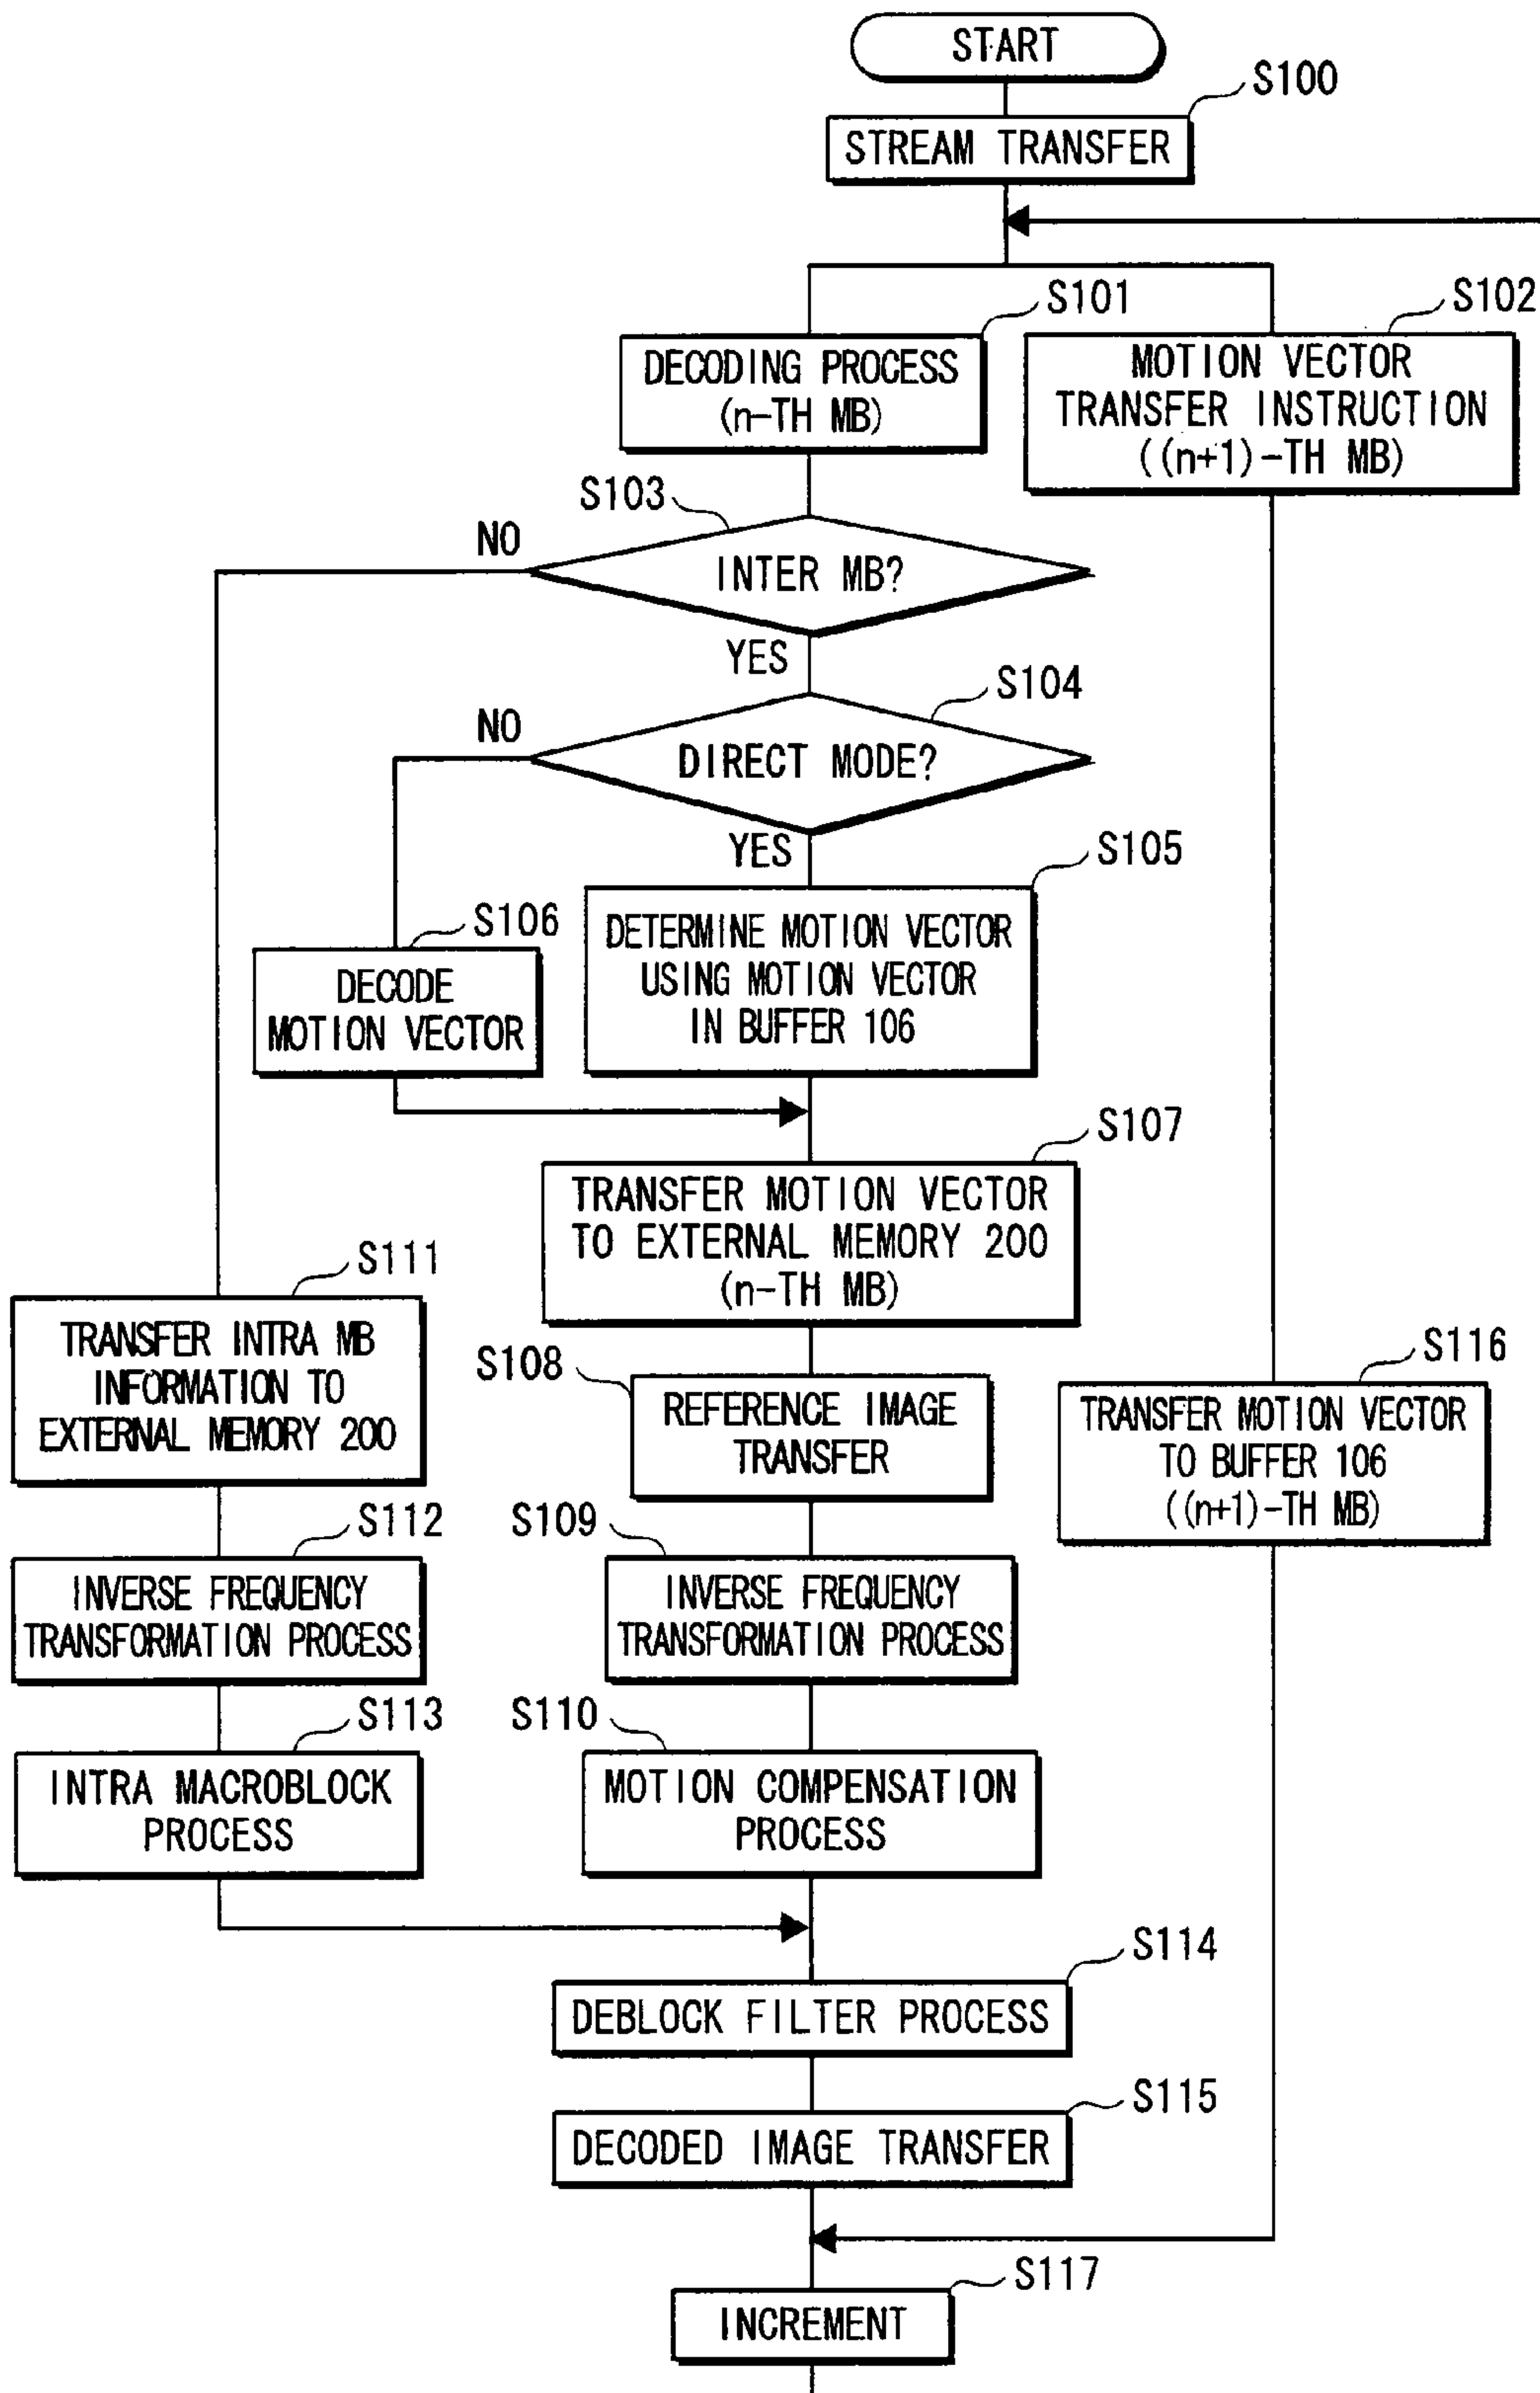 START
S100
STREAM TRANSFER
S101
S102
DECODING PROCESS
(n-TH MB)
MOTION VECTOR
TRANSFER INSTRUCTION
((n+1)-TH MB)
S103
NO
INTER MB?
YES
S104
NO
DIRECT MODE?
YES
S105
S106
DETERMINE MOTION VECTOR
USING MOTION VECTOR
IN BUFFER 106
DECODE
MOTION VECTOR
S107
TRANSFER MOTION VECTOR
TO EXTERNAL MEMORY 200
(n-TH MB)
S111
TRANSFER INTRA MB
INFORMATION TO
EXTERNAL MEMORY 200
S108
REFERENCE IMAGE
TRANSFER
S116
TRANSFER MOTION VECTOR
TO BUFFER 106
((n+1)-TH MB)
S112
INVERSE FREQUENCY
TRANSFORMATION PROCESS
S109
INVERSE FREQUENCY
TRANSFORMATION PROCESS
S113
INTRA MACROBLOCK
PROCESS
S110
MOTION COMPENSATION
PROCESS
S114
DEBLOCK FILTER PROCESS
S115
DECODED IMAGE TRANSFER
S117
INCREMENT